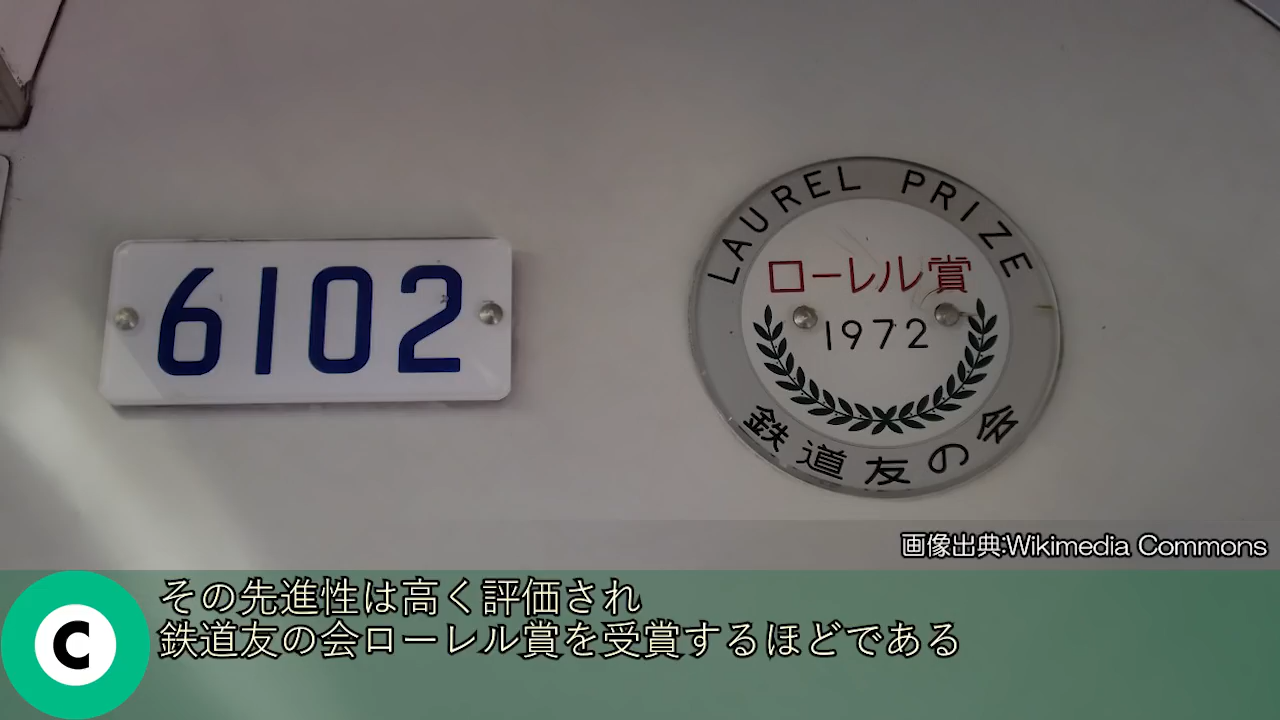 6102
LAUREL PRIZE
ローレル賞
1972
鉄道友の会
画像出典:Wikimedia Commons
C
その先進性は高く評価され
鉄道友の会ローレル賞を受賞するほどである